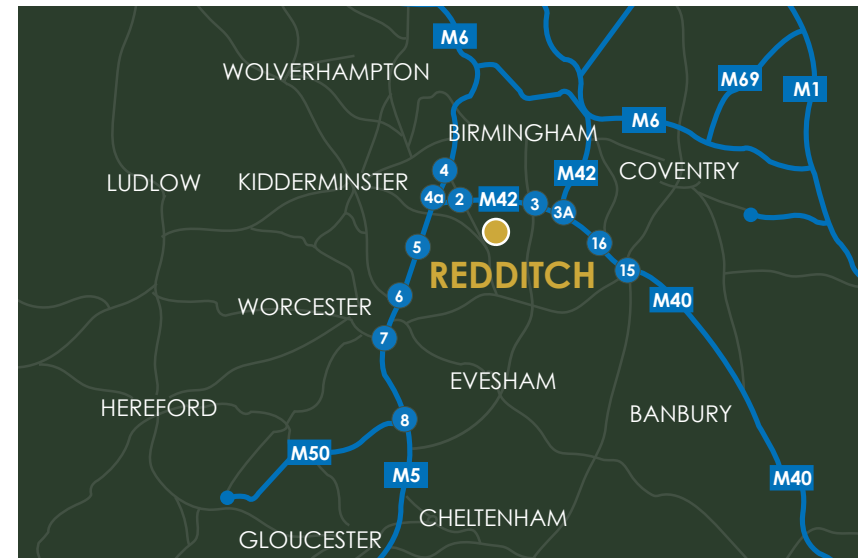 M6
WOLVERHAMPTON
M69
M1
M6
BIRMINGHAM
LUDLOW
KIDDERMINSTER
4
M42
COVENTRY
4a
2
M42
3
3A
5
16
REDDITCH
15
6
M40
WORCESTER
7
EVESHAM
HEREFORD
8
BANBURY
M50
M5
M40
CHELTENHAM
GLOUCESTER